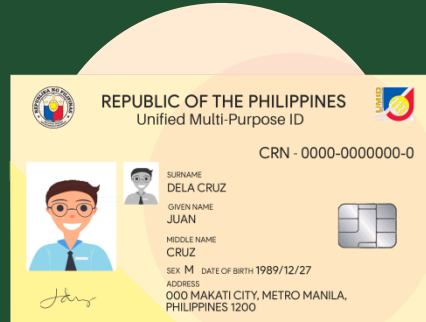 REPUBLIC OF THE PHILIPPINES
Unified Multi-Purpose ID
UMID
CRN - 0000-0000000-0
SURNAME
DELA CRUZ
GIVEN NAME
JUAN
MIDDLE NAME
CRUZ
SEX M DATE OF BIRTH 1989/12/27
ADDRESS
000 MAKATI CITY, METRO MANILA,
PHILIPPINES 1200